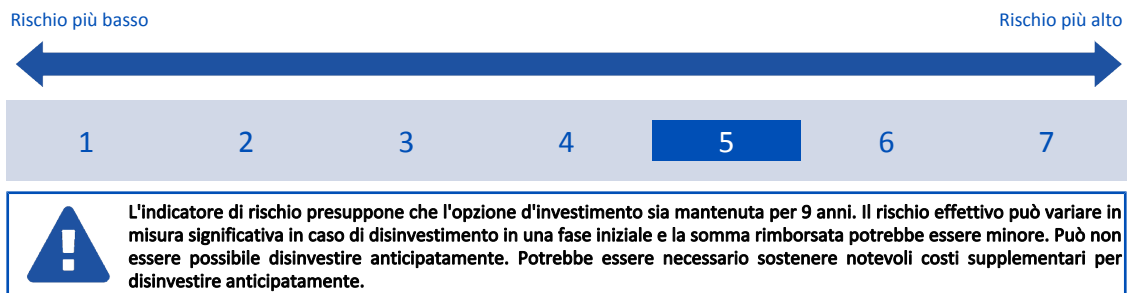 Rischio più basso Rischio più alto
1 2 3 4 5 6 7
L'indicatore di rischio presuppone che l'opzione d'investimento sia mantenuta per 9 anni. Il rischio effettivo può variare in
misura significativa in caso di disinvestimento in una fase iniziale e la somma rimborsata potrebbe essere minore. Può non
essere possibile disinvestire anticipatamente. Potrebbe essere necessario sostenere notevoli costi supplementari per
disinvestire anticipatamente.